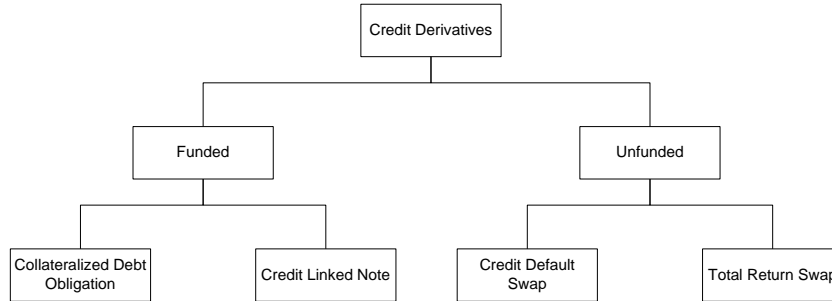 Credit Derivatives
Funded
Unfunded
Collateralized Debt
Obligation
Credit Linked Note
Credit Default
Swap
Total Return Swap